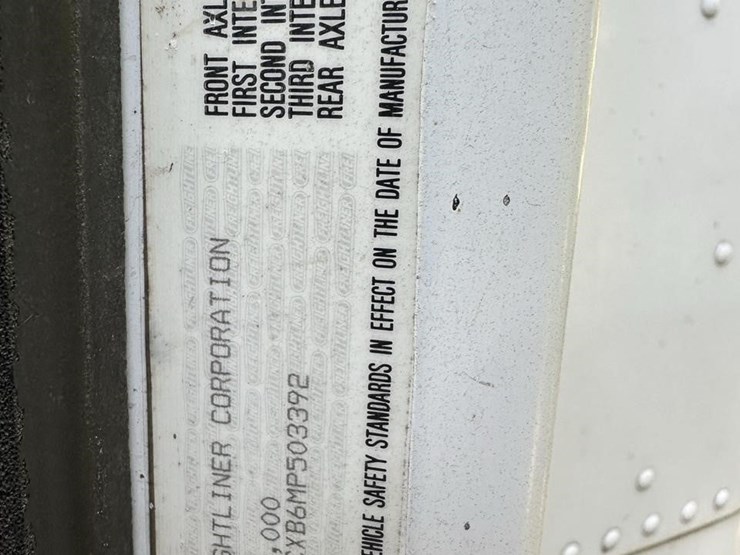 GHTLINER CORPORATION
,000
XB6MP503392
FRONT AXL
FIRST INTE
SECOND IN
THIRD INTE
REAR AXLE
EHICLE SAFETY STANDARDS IN EFFECT ON THE DATE OF MANUFACTUR